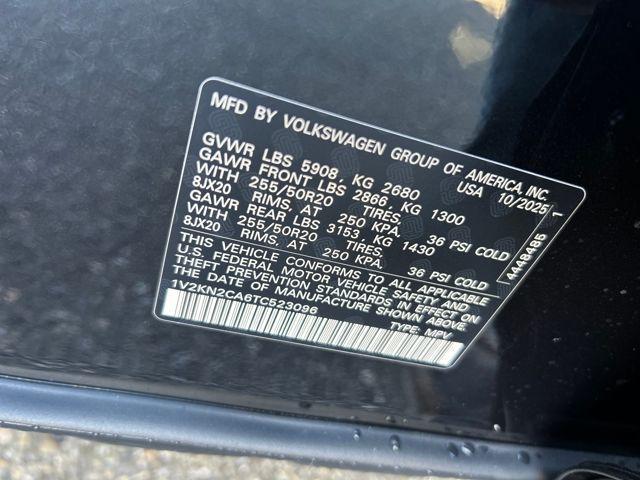 MFD BY VOLKSWAGEN GROUP OF AMERICA, INC.
USA 10/2025
GVWR LBS 5908, KG 2680
GAWR FRONT LBS 2866, KG 1300
WITH 255/50R20 TIRES,
8JX20 RIMS, AT 250 KPA, 36 PSI COLD
GAWR REAR LBS 3153, KG 1430
WITH 255/50R20 TIRES,
8JX20 RIMS, AT 250 KPA, 36 PSI COLD
THIS VEHICLE CONFORMS TO ALL APPLICABLE
U.S. FEDERAL MOTOR VEHICLE SAFETY AND
THEFT PREVENTION STANDARDS IN EFFECT ON
THE DATE OF MANUFACTURE SHOWN ABOVE.
1V2KN2CA6TC523096 TYPE: MPV
1